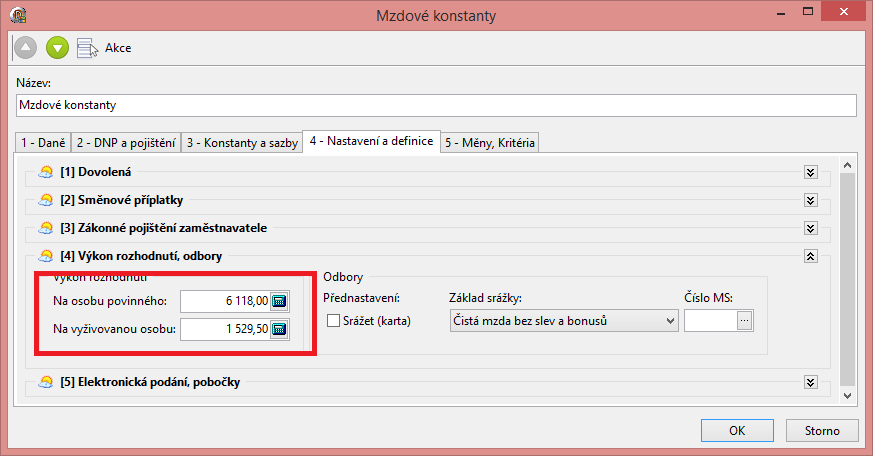 Mzdové konstanty
Akce
Název:
Mzdové konstanty
1 - Daně 2 - DNP a pojištění 3 - Konstanty a sazby 4 - Nastavení a definice 5 - Měny, Kritéria
[1] Dovolená
[2] Směnové příplatky
[3] Zákonné pojištění zaměstnavatele
[4] Výkon rozhodnutí, odbory
Výkon rozhodnutí Odbory
Na osobu povinného: 6 118,00 Přednastavení: Základ srážky: Číslo MS:
Na vyživovanou osobu: 1 529,50 Srážet (karta) Čistá mzda bez slev a bonusů ...
[5] Elektronická podání, pobočky
OK Storno